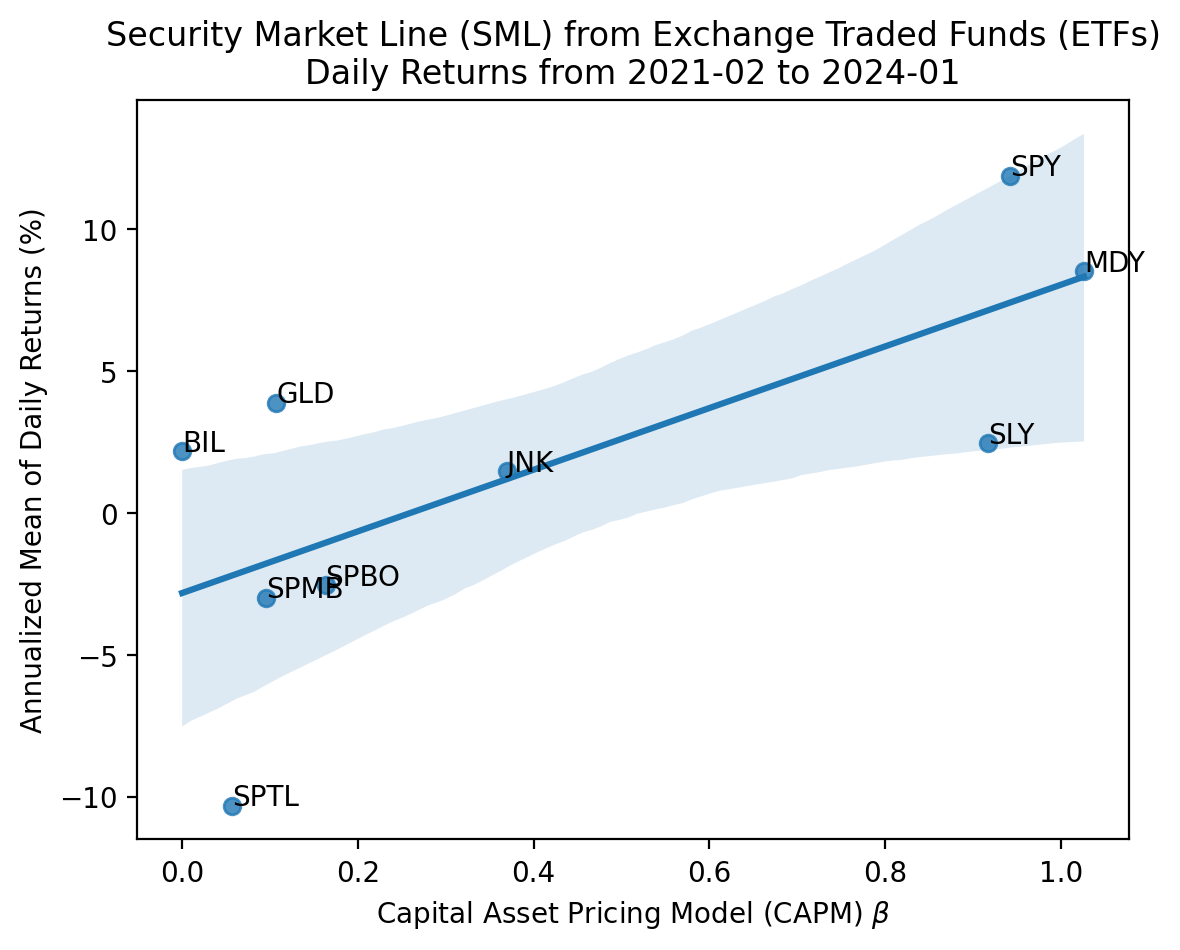 Security Market Line (SML) from Exchange Traded Funds (ETFs)
Daily Returns from 2021-02 to 2024-01
Annualized Mean of Daily Returns (%)
10
5
0
−5
−10
SPY
MDY
GLD
BIL
SLY
JNK
SPBO
SPMB
SPTL
0.0
0.2
0.4
0.6
0.8
1.0
Capital Asset Pricing Model (CAPM) β